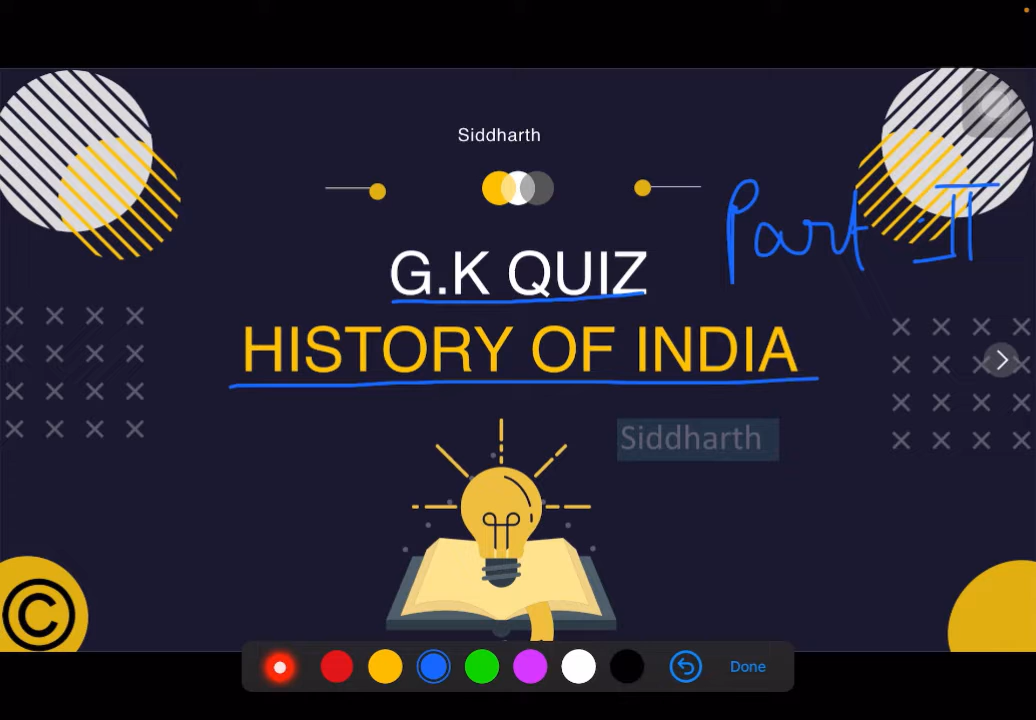 Siddharth
Part II
G.K QUIZ
HISTORY OF INDIA
Siddharth
©
Done